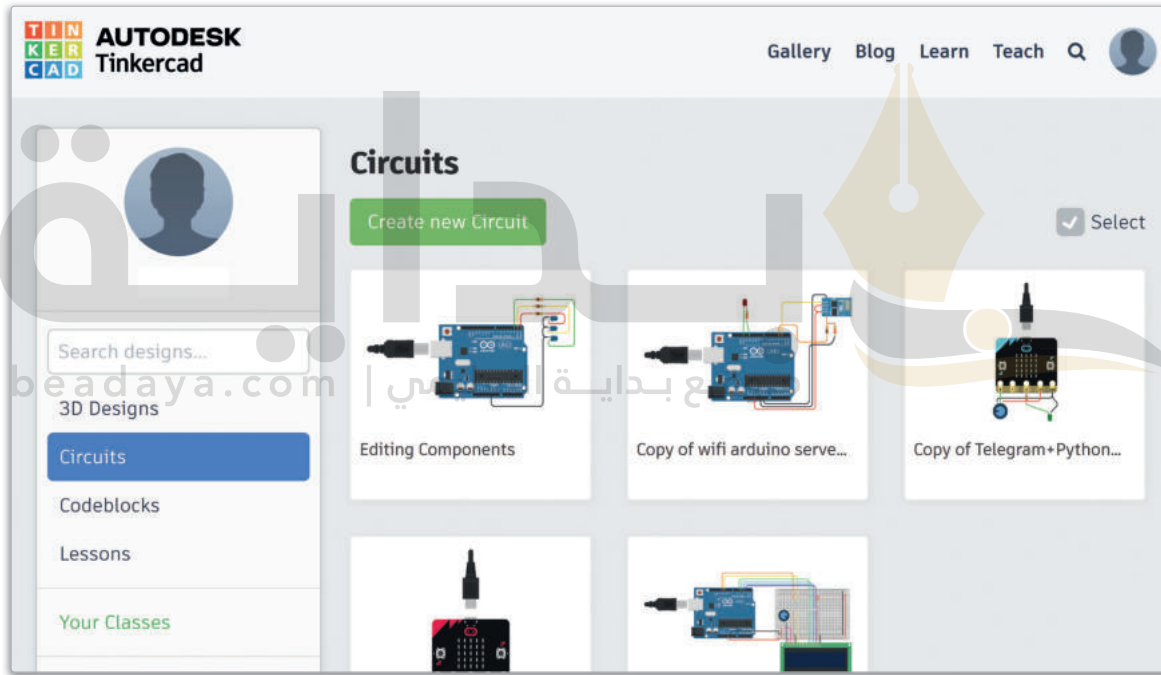 TIN
KER
CAD
AUTODESK
Tinkercad
Gallery Blog Learn Teach
Circuits
Create new Circuit
Select
بداية
Search designs...
beadaya.com |
3D Designs
Circuits
Codeblocks
Lessons
Your Classes
Editing Components
Copy of wifi arduino serve...
Copy of Telegram+Python...